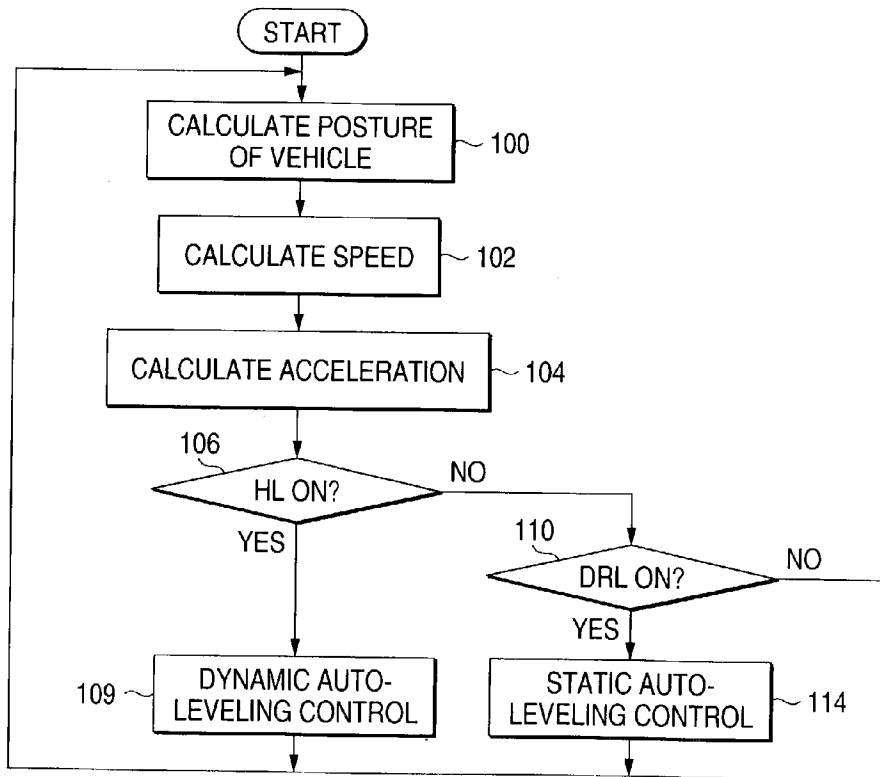 START
CALCULATE POSTURE
OF VEHICLE
100
CALCULATE SPEED
102
CALCULATE ACCELERATION
104
106
HL ON?
NO
YES
110
DRL ON?
NO
YES
109
DYNAMIC AUTO-
LEVELING CONTROL
STATIC AUTO-
LEVELING CONTROL
114